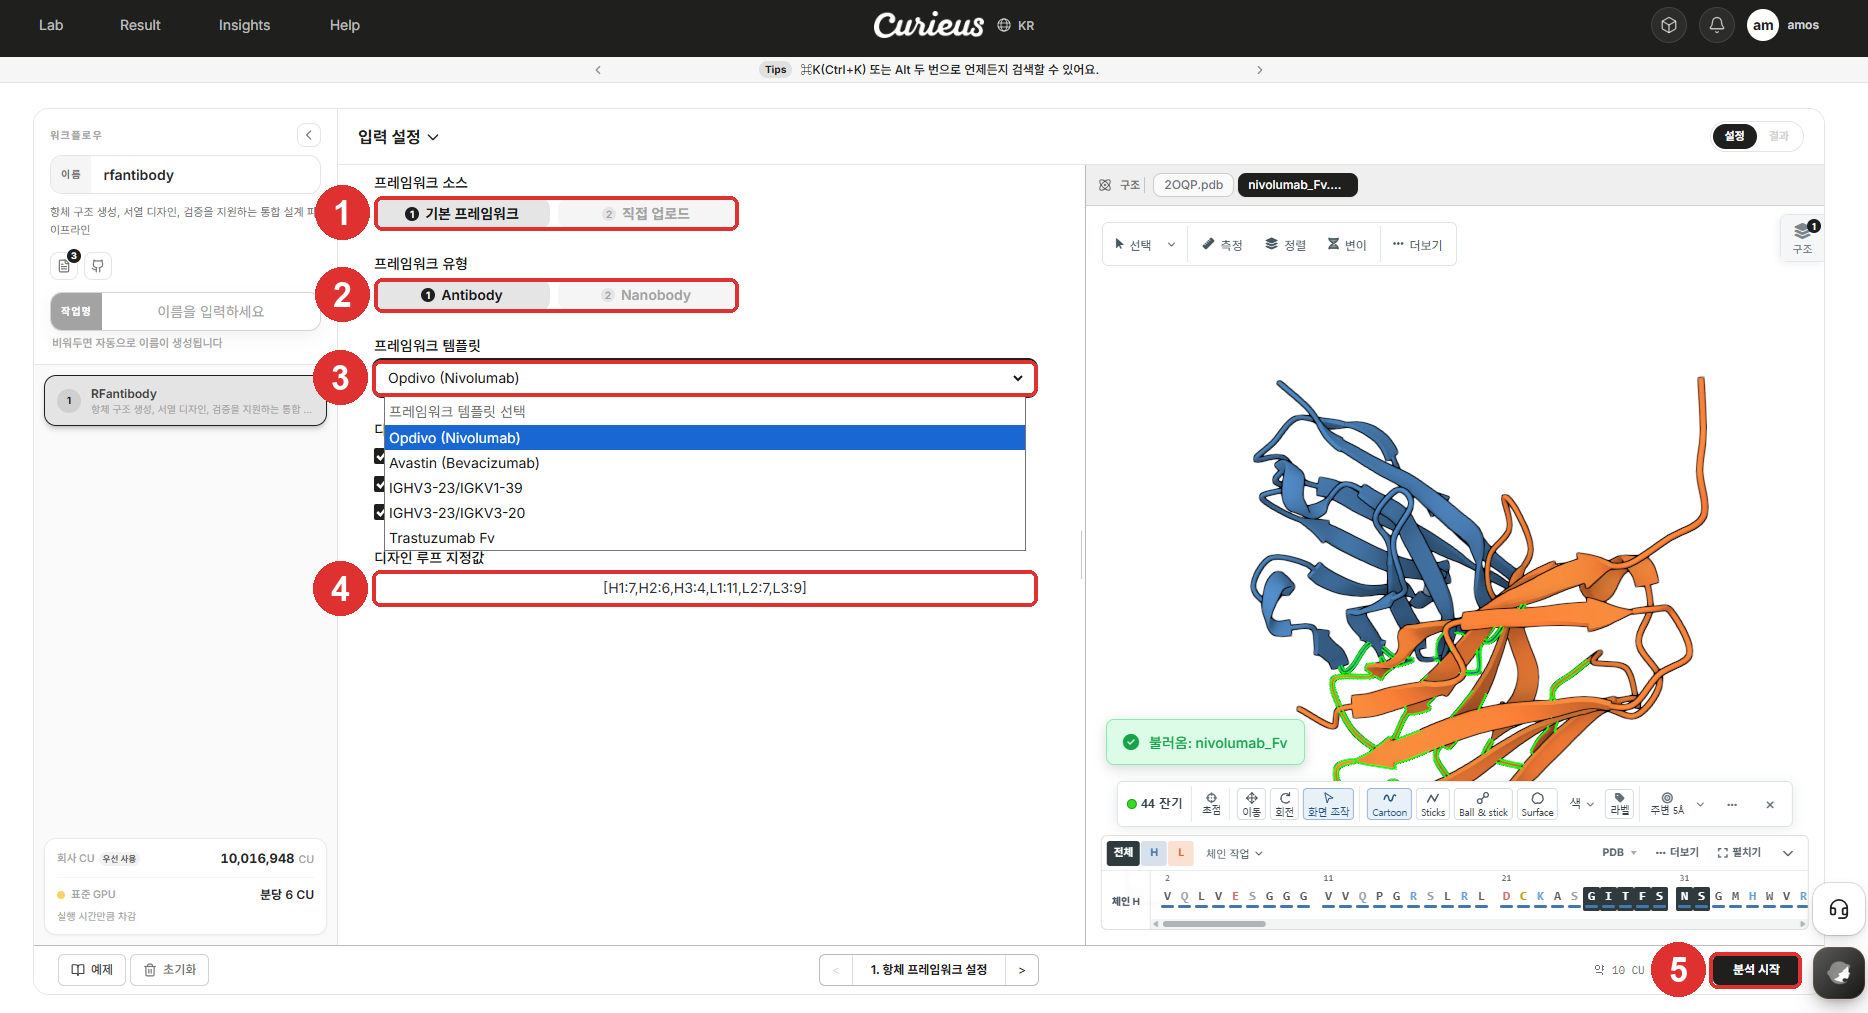 Lab
Result
Insights
Help
Curieus
KR
am
amos
Tips ⌘K(Ctrl+K) 또는 Alt 두 번으로 언제든지 검색할 수 있어요.
워크플로우
이름 rfantibody
항체 구조 생성, 서열 디자인, 검증을 지원하는 통합 설계 파
이프라인
3
작업명 이름을 입력하세요
비워두면 자동으로 이름이 생성됩니다
1 RFantibody
항체 구조 생성, 서열 디자인, 검증을 지원하는 통합 ...
회사 CU 우선 사용 10,016,948 CU
표준 GPU 분당 6 CU
실행 시간만큼 차감
입력 설정
설정 결과
프레임워크 소스
1
1 기본 프레임워크
2 직접 업로드
프레임워크 유형
2
1 Antibody
2 Nanobody
프레임워크 템플릿
3
Opdivo (Nivolumab)
프레임워크 템플릿 선택
Opdivo (Nivolumab)
Avastin (Bevacizumab)
IGHV3-23/IGKV1-39
IGHV3-23/IGKV3-20
Trastuzumab Fv
디자인 루프 지정값
4
[H1:7,H2:6,H3:4,L1:11,L2:7,L3:9]
구조 2OQP.pdb nivolumab_Fv....
선택 측정 정렬 변이 ··· 더보기
1
구조
불러옴: nivolumab_Fv
44 잔기 초점 이동 회전 화면 조작 Cartoon Sticks Ball & stick Surface 색 라벨 주변 5Å ···
전체 H L 체인 작업 PDB ··· 더보기 펼치기
2 11 21 31
체인 H V Q L V E S G G G V V Q P G R S L R L D C K A S G I T F S N S G M H W V R
예제
초기화
< 1. 항체 프레임워크 설정 >
약 10 CU
5
분석 시작